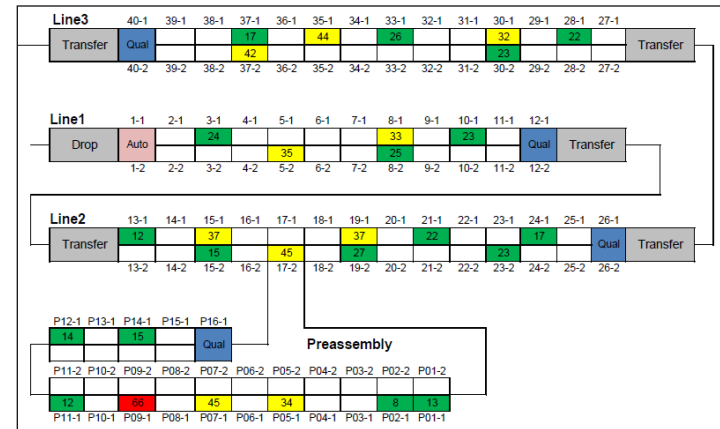 Line3 40-1 39-1 38-1 37-1 36-1 35-1 34-1 33-1 32-1 31-1 30-1 29-1 28-1 27-1
17 44 26 32 22
Transfer Qual Transfer
42 23
40-2 39-2 38-2 37-2 36-2 35-2 34-2 33-2 32-2 31-2 30-2 29-2 28-2 27-2
Line1 1-1 2-1 3-1 4-1 5-1 6-1 7-1 8-1 9-1 10-1 11-1 12-1
24 33 23
Drop Auto Qual Transfer
35 25
1-2 2-2 3-2 4-2 5-2 6-2 7-2 8-2 9-2 10-2 11-2 12-2
Line2 13-1 14-1 15-1 16-1 17-1 18-1 19-1 20-1 21-1 22-1 23-1 24-1 25-1 26-1
12 37 37 22 17
Transfer Qual Transfer
15 45 27 23
13-2 14-2 15-2 16-2 17-2 18-2 19-2 20-2 21-2 22-2 23-2 24-2 25-2 26-2
P12-1 P13-1 P14-1 P15-1 P16-1
14 15
Qual Preassembly
P11-2 P10-2 P09-2 P08-2 P07-2 P06-2 P05-2 P04-2 P03-2 P02-2 P01-2
12 66 45 34 8 13
P11-1 P10-1 P09-1 P08-1 P07-1 P06-1 P05-1 P04-1 P03-1 P02-1 P01-1